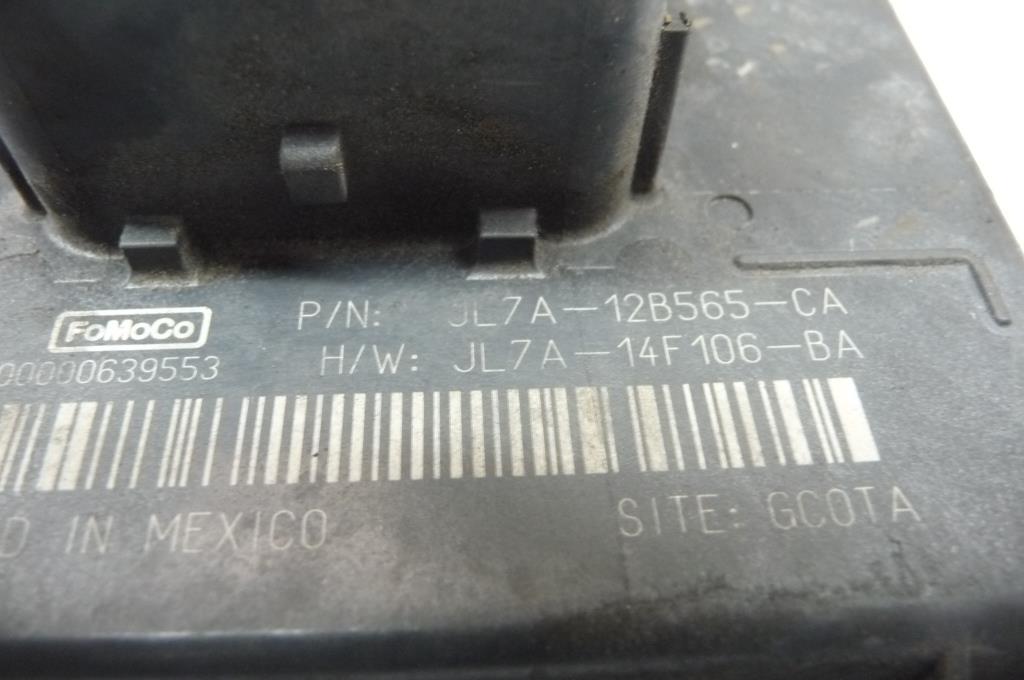 P/N: JL7A-12B565-CA
FoMoCo
H/W: JL7A-14F106-BA
00000639553
IN MEXICO
SITE: GCOTA